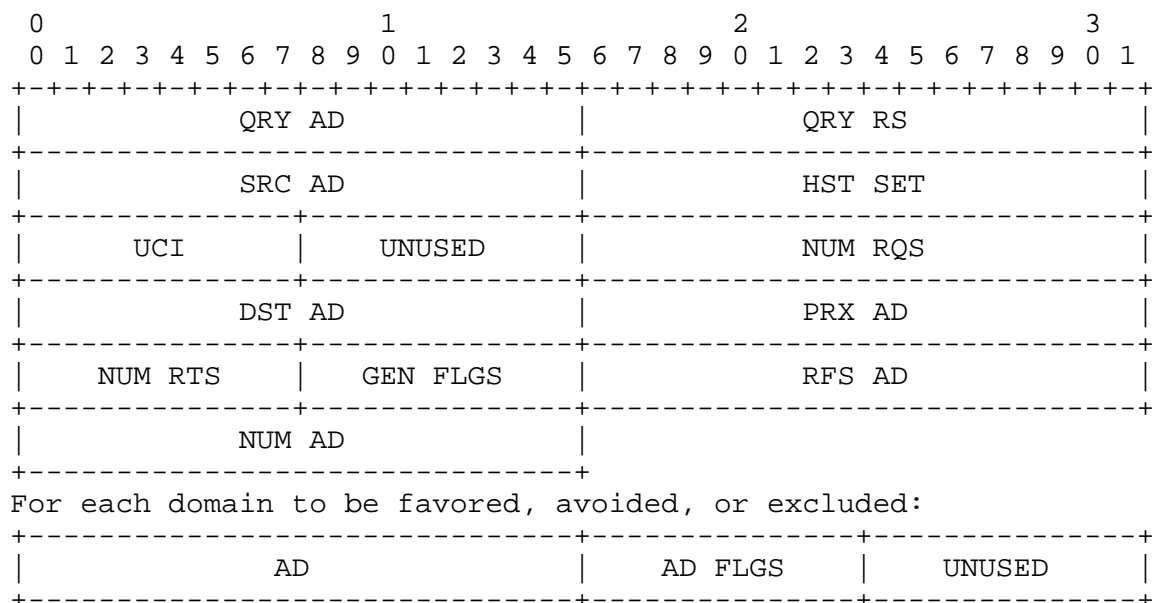 0                   1                   2                   3
 0 1 2 3 4 5 6 7 8 9 0 1 2 3 4 5 6 7 8 9 0 1 2 3 4 5 6 7 8 9 0 1
+-+-+-+-+-+-+-+-+-+-+-+-+-+-+-+-+-+-+-+-+-+-+-+-+-+-+-+-+-+-+-+-+
|            QRY AD             |            QRY RS             |
+-------------------------------+-------------------------------+
|            SRC AD             |            HST SET            |
+---------------+---------------+-------------------------------+
|      UCI      |    UNUSED     |            NUM RQS            |
+---------------+---------------+-------------------------------+
|            DST AD             |            PRX AD             |
+---------------+---------------+-------------------------------+
|    NUM RTS    |   GEN FLGS    |            RFS AD             |
+---------------+---------------+-------------------------------+
|            NUM AD             |
+-------------------------------+
For each domain to be favored, avoided, or excluded:
+-------------------------------+---------------+---------------+
|              AD               |    AD FLGS    |    UNUSED     |
+-------------------------------+---------------+---------------+